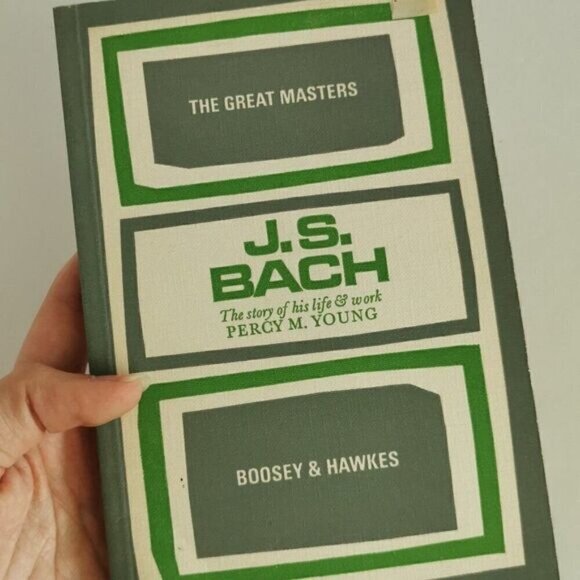 THE GREAT MASTERS
J.S.
BACH
The story of his life & work
PERCY M. YOUNG
BOOSEY & HAWKES